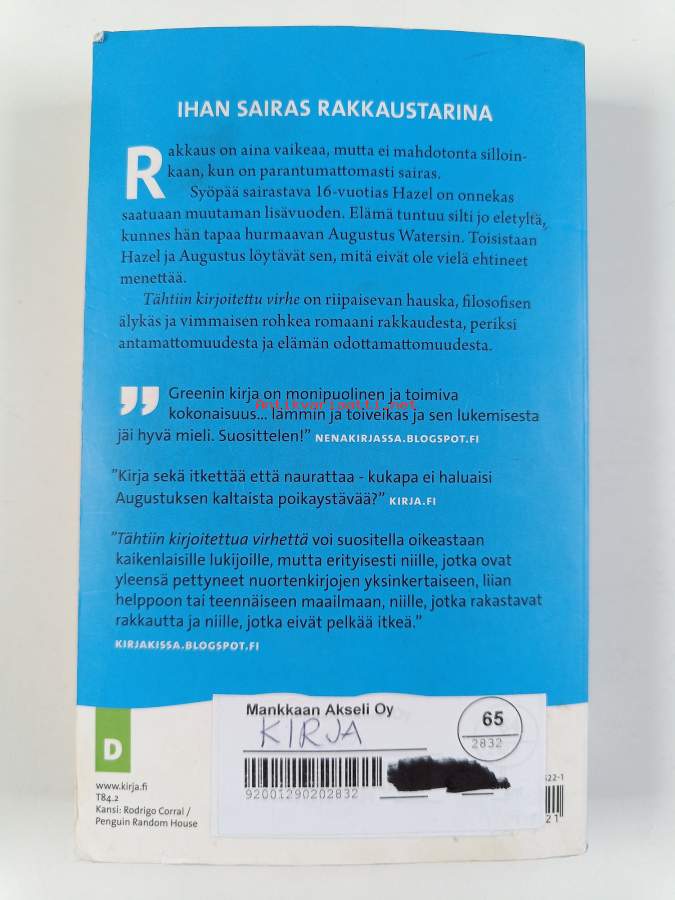 IHAN SAIRAS RAKKAUSTARINA
Rakkaus on aina vaikeaa, mutta ei mahdotonta silloin-
kaan, kun on parantumattomasti sairas.
Syöpää sairastava 16-vuotias Hazel on onnekas
saatuaan muutaman lisävuoden. Elämä tuntuu silti jo eletyltä,
kunnes hän tapaa hurmaavan Augustus Watersin. Toisistaan
Hazel ja Augustus löytävät sen, mitä eivät ole vielä ehtineet
menettää.
Tähtiin kirjoitettu virhe on riipaisevan hauska, filosofisen
älykäs ja vimmaisen rohkea romaani rakkaudesta, periksi
antamattomuudesta ja elämän odottamattomuudesta.
” Greenin kirja on monipuolinen ja toimiva
kokonaisuus... lämmin ja toiveikas ja sen lukemisesta
jäi hyvä mieli. Suosittelen!” NENAKIRJASSA.BLOGSPOT.FI
Antikvariaatti.net
”Kirja sekä itkettää että naurattaa - kukapa ei haluaisi
Augustuksen kaltaista poikaystävää?” KIRJA.FI
”Tähtiin kirjoitettua virhettä voi suositella oikeastaan
kaikenlaisille lukijoille, mutta erityisesti niille, jotka ovat
yleensä pettyneet nuortenkirjojen yksinkertaiseen, liian
helppoon tai teennäiseen maailmaan, niille, jotka rakastavat
rakkautta ja niille, jotka eivät pelkää itkeä.”
KIRJAKISSA.BLOGSPOT.FI
Mankkaan Akseli Oy
KIRJA
65
2832
92001290202832
D
www.kirja.fi
T84.2
Kansi: Rodrigo Corral /
Penguin Random House
22-1
21